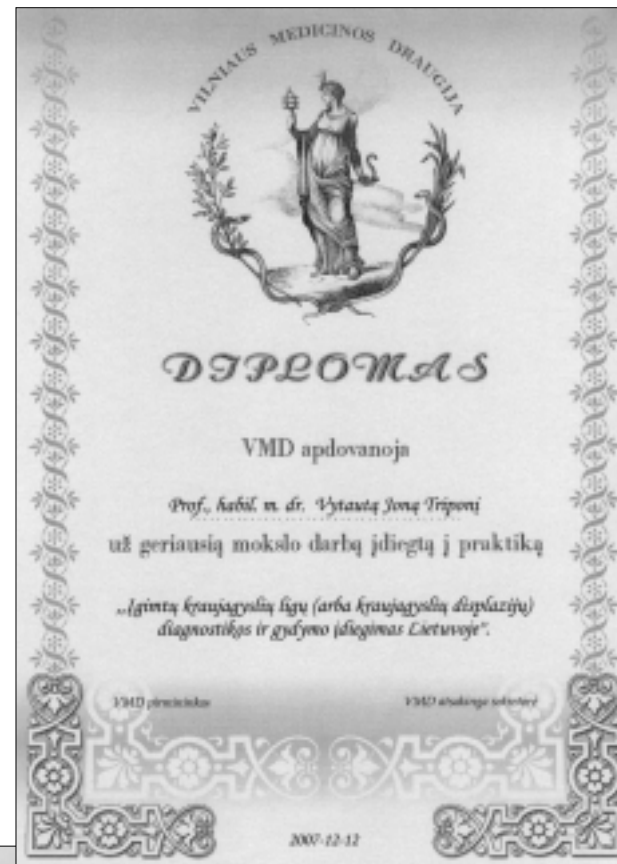 VILNIAUS MEDICINOS DRAUGIJA
DIPLOMAS
VMD apdovanoja
Prof., habil. m. dr. Vytautą Joną Triponį
už geriausią mokslo darbą įdiegtą į praktiką
„Įgimtų kraujagyslių ligų (arba kraujagyslių displazijų)
diagnostikos ir gydymo įdiegimas Lietuvoje".
VMD pirmininkas
VMD atsakinga sekretorė
2007-12-12